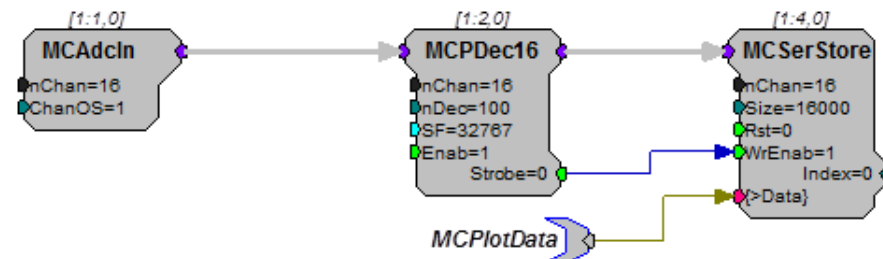 [1:1,0]
MCAdcIn
nChan=16
ChanOS=1
[1:2,0]
MCPDec16
nChan=16
nDec=100
SF=32767
Enab=1
Strobe=0
[1:4,0]
MCSerStore
nChan=16
Size=16000
Rst=0
WrEnab=1
Index=0
{>Data}
MCPlotData